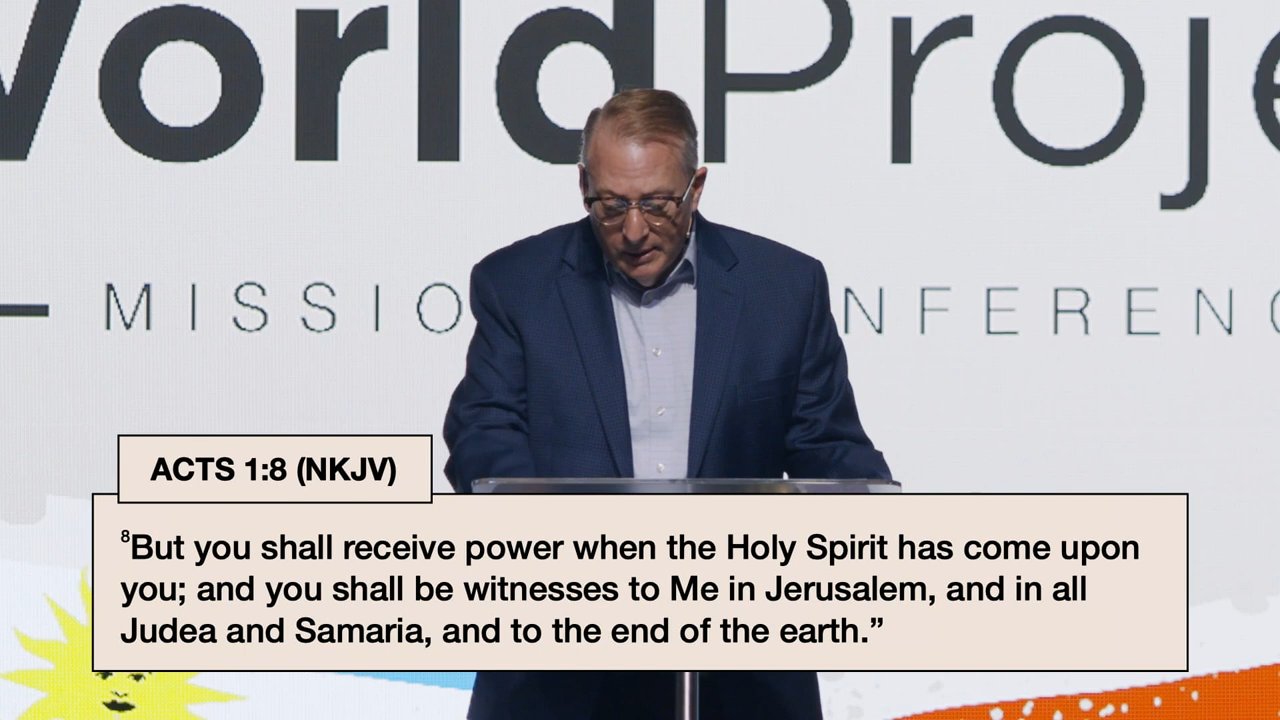 WorldProje
MISSIO NFERENC
ACTS 1:8 (NKJV)
⁸But you shall receive power when the Holy Spirit has come upon
you; and you shall be witnesses to Me in Jerusalem, and in all
Judea and Samaria, and to the end of the earth.”